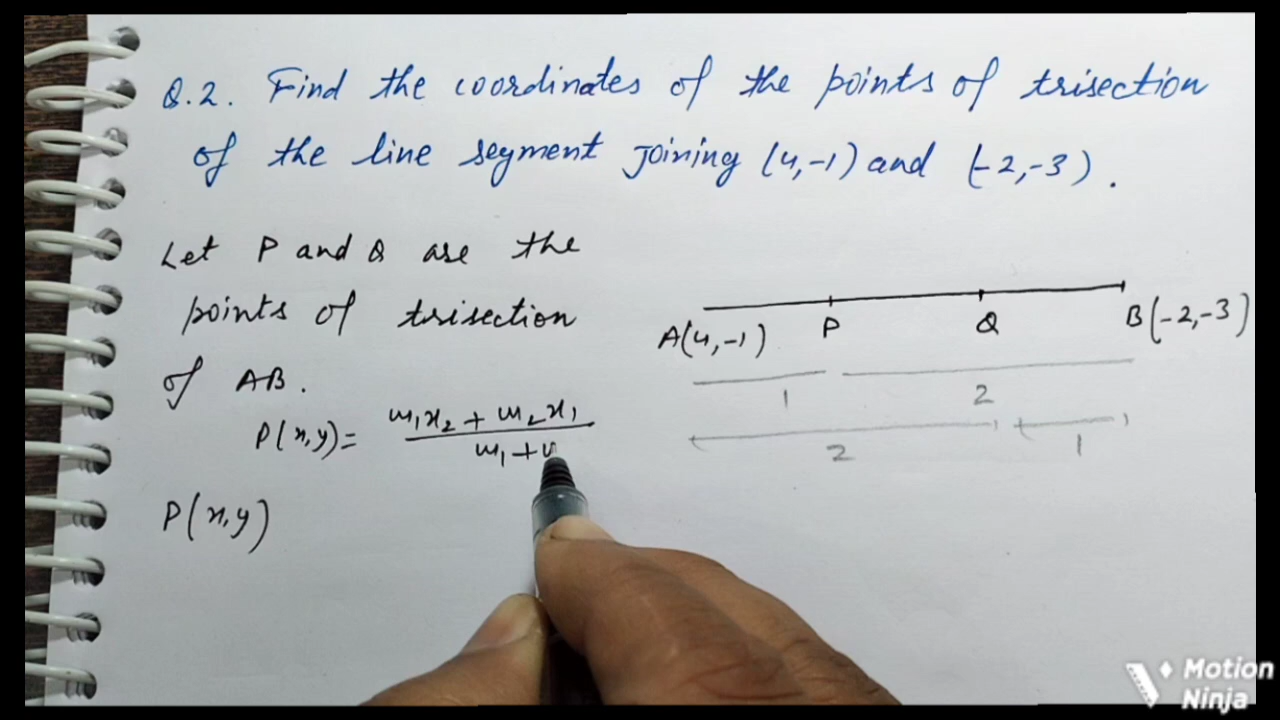 Q.2. Find the coordinates of the points of trisection
of the line segment joining (4,-1) and (-2,-3).
Let P and Q are the
points of trisection
of AB.
A(4,-1) P Q B(-2,-3)
1 2
2 1
P(x,y)= m₁x₂ + m₂x₁
m₁+
P(x,y)
Motion
Ninja